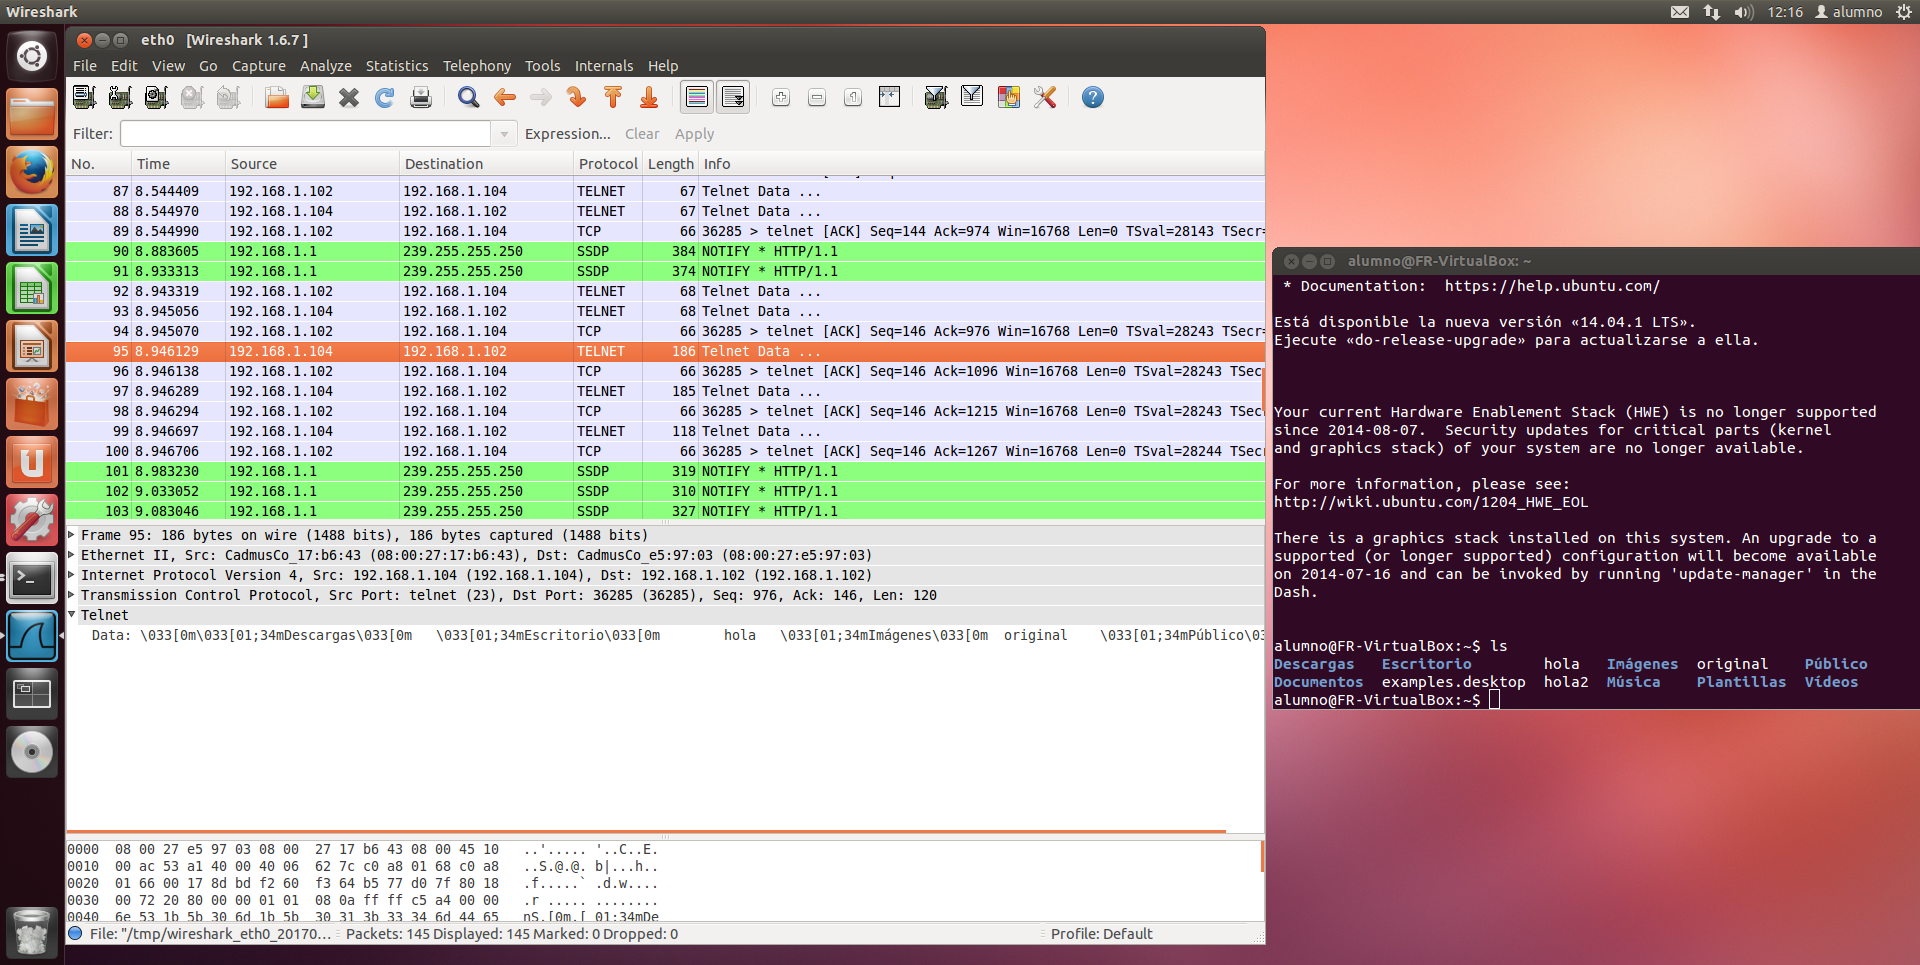 Wireshark
12:16 alumno
eth0 [Wireshark 1.6.7 ]
File Edit View Go Capture Analyze Statistics Telephony Tools Internals Help
Filter: Expression... Clear Apply
No. Time Source Destination Protocol Length Info
87 8.544409 192.168.1.102 192.168.1.104 TELNET 67 Telnet Data ...
88 8.544970 192.168.1.104 192.168.1.102 TELNET 67 Telnet Data ...
89 8.544990 192.168.1.102 192.168.1.104 TCP 66 36285 > telnet [ACK] Seq=144 Ack=974 Win=16768 Len=0 TSval=28143 TSecr=
90 8.883605 192.168.1.1 239.255.255.250 SSDP 384 NOTIFY * HTTP/1.1
91 8.933313 192.168.1.1 239.255.255.250 SSDP 374 NOTIFY * HTTP/1.1
92 8.943319 192.168.1.102 192.168.1.104 TELNET 68 Telnet Data ...
93 8.945056 192.168.1.104 192.168.1.102 TELNET 68 Telnet Data ...
94 8.945070 192.168.1.102 192.168.1.104 TCP 66 36285 > telnet [ACK] Seq=146 Ack=976 Win=16768 Len=0 TSval=28243 TSecr=
95 8.946129 192.168.1.104 192.168.1.102 TELNET 186 Telnet Data ...
96 8.946138 192.168.1.102 192.168.1.104 TCP 66 36285 > telnet [ACK] Seq=146 Ack=1096 Win=16768 Len=0 TSval=28243 TSec
97 8.946289 192.168.1.104 192.168.1.102 TELNET 185 Telnet Data ...
98 8.946294 192.168.1.102 192.168.1.104 TCP 66 36285 > telnet [ACK] Seq=146 Ack=1215 Win=16768 Len=0 TSval=28243 TSec
99 8.946697 192.168.1.104 192.168.1.102 TELNET 118 Telnet Data ...
100 8.946706 192.168.1.102 192.168.1.104 TCP 66 36285 > telnet [ACK] Seq=146 Ack=1267 Win=16768 Len=0 TSval=28244 TSec
101 8.983230 192.168.1.1 239.255.255.250 SSDP 319 NOTIFY * HTTP/1.1
102 9.033052 192.168.1.1 239.255.255.250 SSDP 310 NOTIFY * HTTP/1.1
103 9.083046 192.168.1.1 239.255.255.250 SSDP 327 NOTIFY * HTTP/1.1
Frame 95: 186 bytes on wire (1488 bits), 186 bytes captured (1488 bits)
Ethernet II, Src: CadmusCo_17:b6:43 (08:00:27:17:b6:43), Dst: CadmusCo_e5:97:03 (08:00:27:e5:97:03)
Internet Protocol Version 4, Src: 192.168.1.104 (192.168.1.104), Dst: 192.168.1.102 (192.168.1.102)
Transmission Control Protocol, Src Port: telnet (23), Dst Port: 36285 (36285), Seq: 976, Ack: 146, Len: 120
Telnet
Data: \033[0m\033[01;34mDescargas\033[0m \033[01;34mEscritorio\033[0m hola \033[01;34mImágenes\033[0m original \033[01;34mPúblico\03
0000 08 00 27 e5 97 03 08 00 27 17 b6 43 08 00 45 10 ..'..... '..C..E.
0010 00 ac 53 a1 40 00 40 06 62 7c c0 a8 01 68 c0 a8 ..S.@.@. b|...h..
0020 01 66 00 17 8d bd f2 60 f3 64 b5 77 d0 7f 80 18 .f.....` .d.w....
0030 00 72 20 80 00 00 01 01 08 0a ff ff c5 a4 00 00 .r ..... ........
0040 6e 53 1b 5b 30 6d 1b 5b 30 31 3b 33 34 6d 44 65 nS.[0m.[ 01;34mDe
File: "/tmp/wireshark_eth0_20170... Packets: 145 Displayed: 145 Marked: 0 Dropped: 0 Profile: Default
alumno@FR-VirtualBox: ~
* Documentation: https://help.ubuntu.com/
Está disponible la nueva versión «14.04.1 LTS».
Ejecute «do-release-upgrade» para actualizarse a ella.
Your current Hardware Enablement Stack (HWE) is no longer supported
since 2014-08-07. Security updates for critical parts (kernel
and graphics stack) of your system are no longer available.
For more information, please see:
http://wiki.ubuntu.com/1204_HWE_EOL
There is a graphics stack installed on this system. An upgrade to a
supported (or longer supported) configuration will become available
on 2014-07-16 and can be invoked by running 'update-manager' in the
Dash.
alumno@FR-VirtualBox:~$ ls
Descargas Escritorio hola Imágenes original Público
Documentos examples.desktop hola2 Música Plantillas Vídeos
alumno@FR-VirtualBox:~$